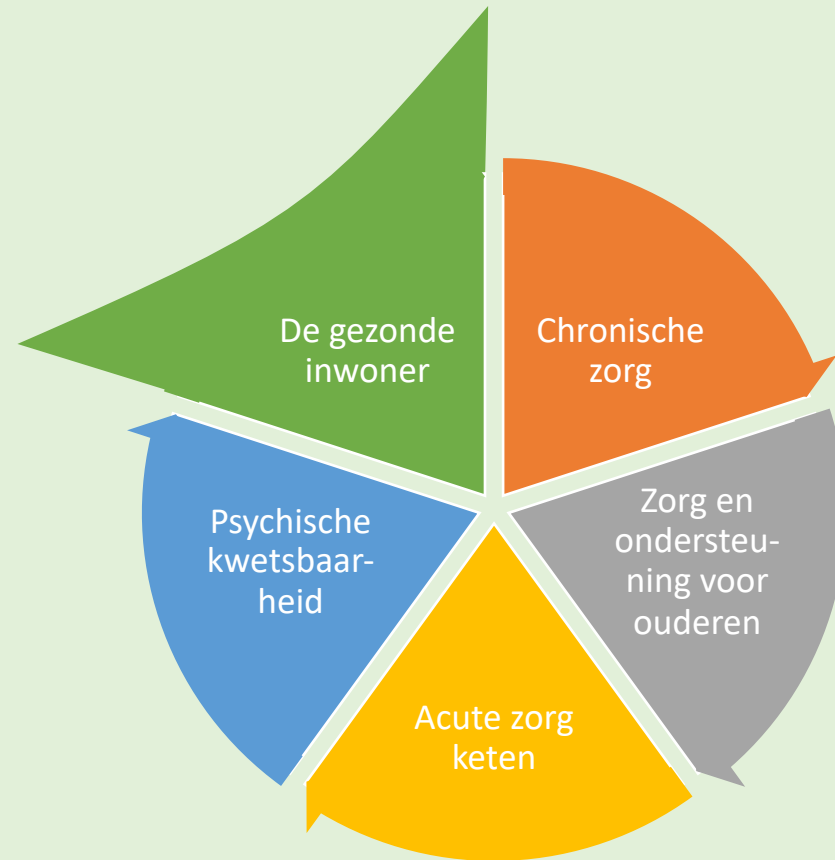 De gezonde
inwoner
Chronische
zorg
Zorg en
ondersteu-
ning voor
ouderen
Acute zorg
keten
Psychische
kwetsbaar-
heid